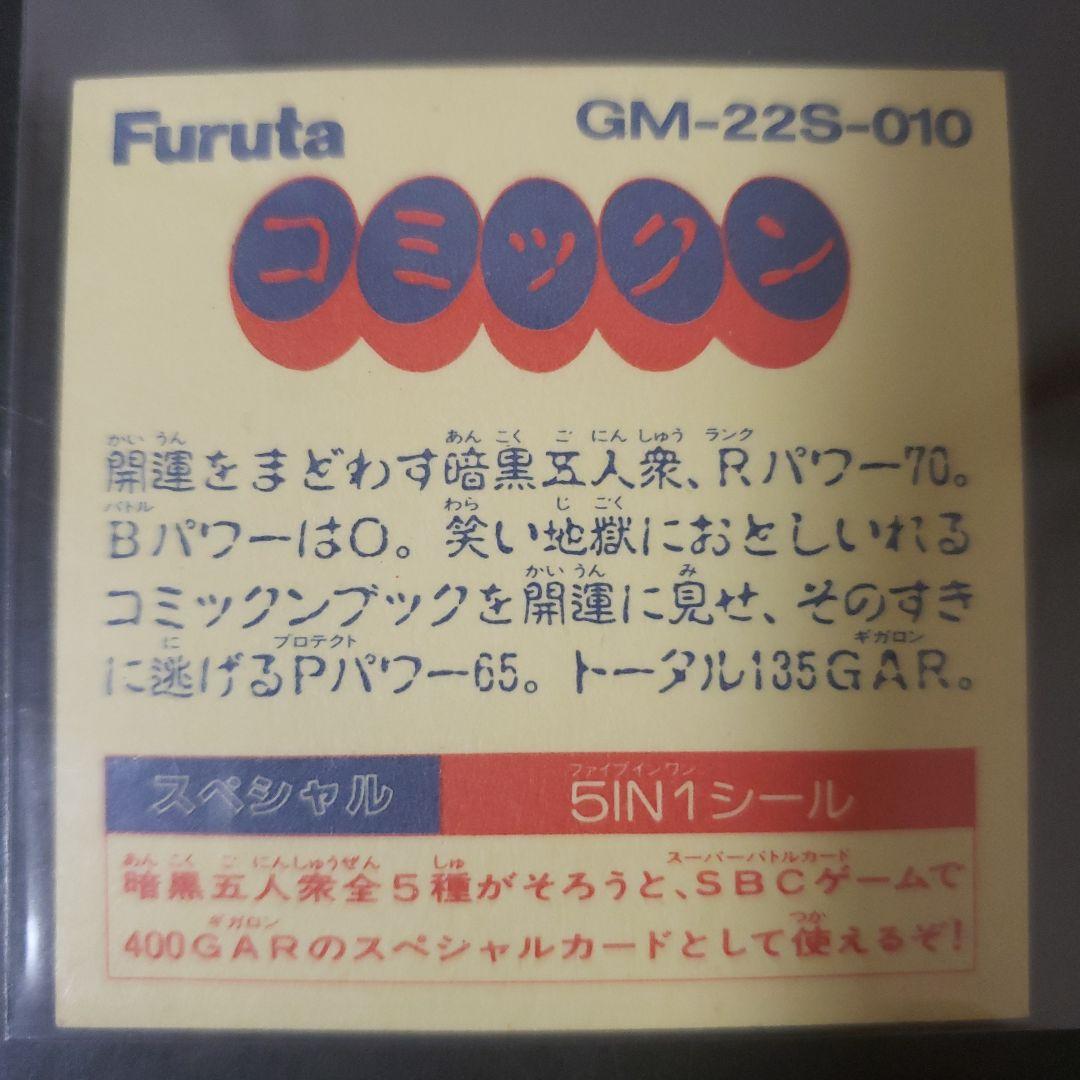 Furuta
GM-22S-010
コミックン
かいうん あんこくごにんしゅう ランク
開運をまどわす暗黒五人衆、Rパワー70。
バトル わら じごく
BパワーはO。笑い地獄におとしいれる
かいうん み
コミックンブックを開運に見せ、そのすき
に プロテクト ギガロン
に逃げるPパワー65。トータル135GAR。
スペシャル
ファイブインワン
5IN1シール
あんこくごにんしゅうぜん しゅ スーパーバトルカード
暗黒五人衆全5種がそろうと、SBCゲームで
ギガロン つか
400GARのスペシャルカードとして使えるぞ!